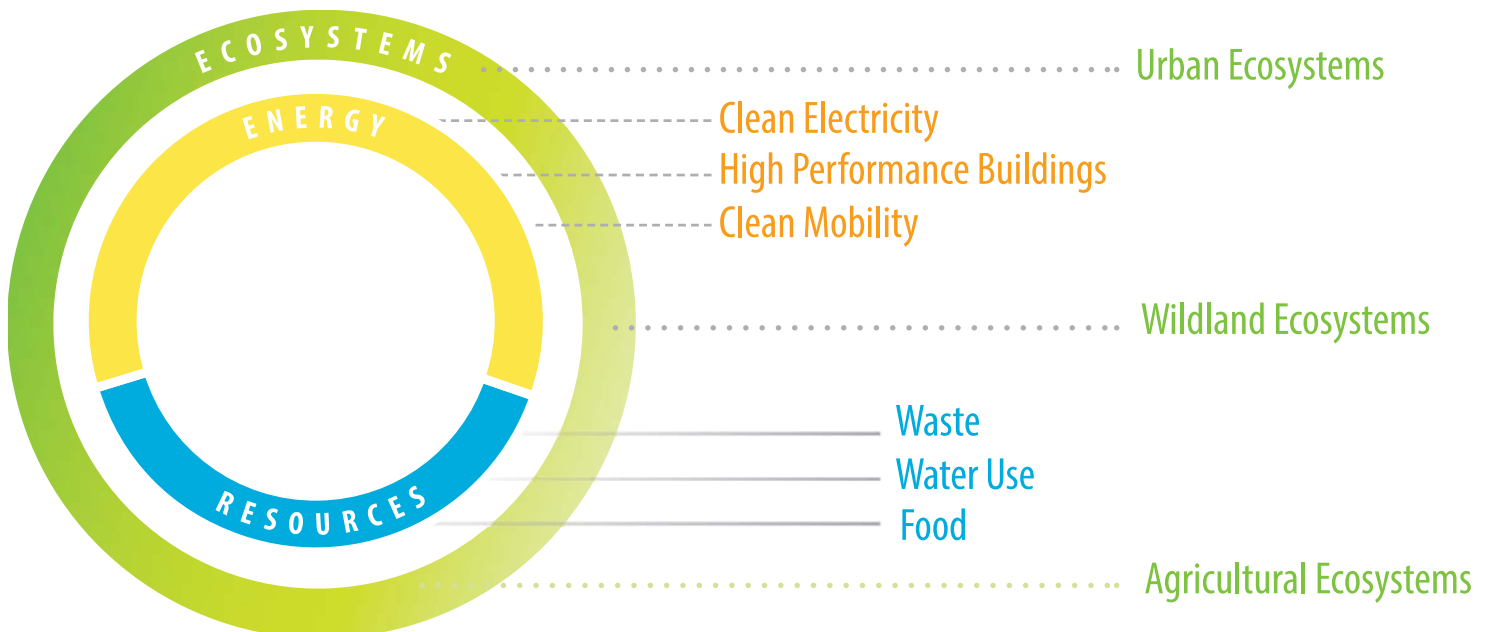 ECOSYSTEMS
Urban Ecosystems
ENERGY
Clean Electricity
High Performance Buildings
Clean Mobility
Wildland Ecosystems
Waste
Water Use
Food
RESOURCES
Agricultural Ecosystems